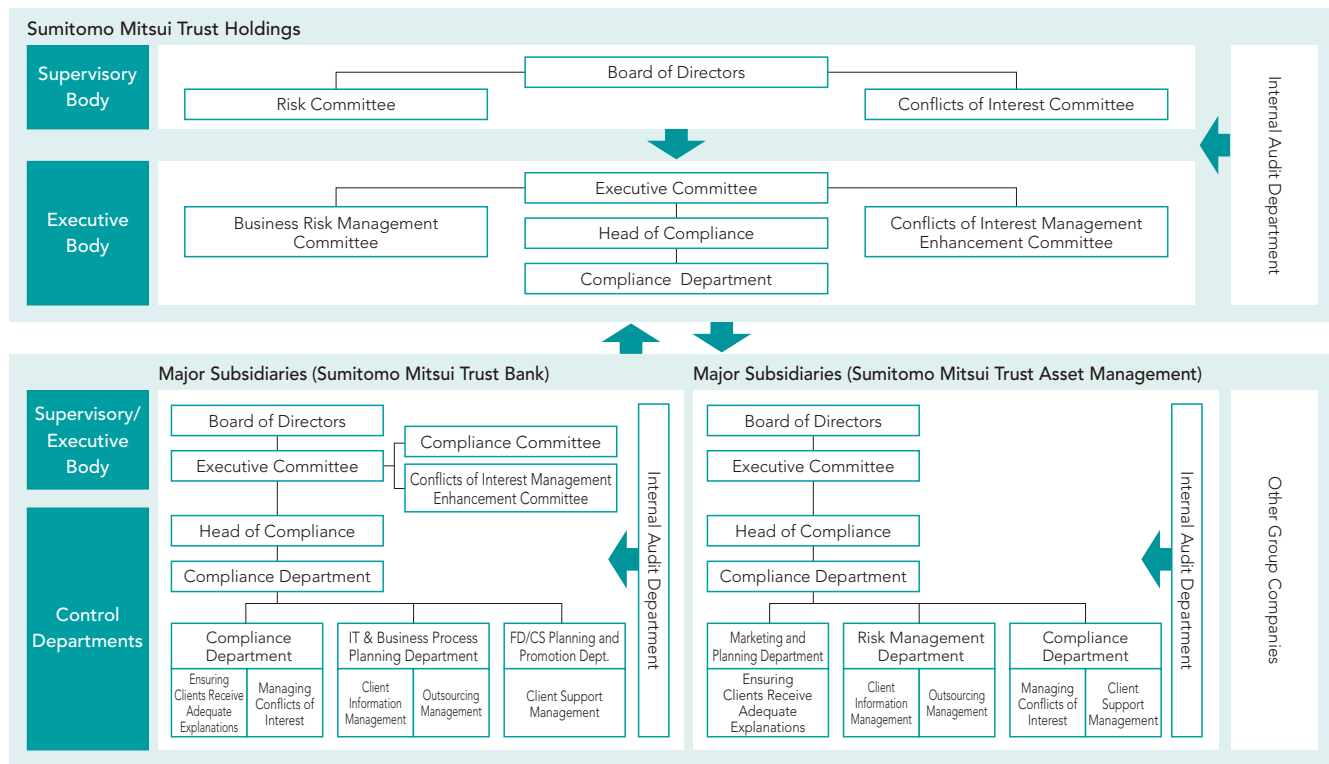 Sumitomo Mitsui Trust Holdings
Supervisory
Body
Board of Directors
Risk Committee
Conflicts of Interest Committee
Internal Audit Department
Executive
Body
Executive Committee
Business Risk Management
Committee
Head of Compliance
Conflicts of Interest Management
Enhancement Committee
Compliance Department
Major Subsidiaries (Sumitomo Mitsui Trust Bank)
Supervisory/
Executive
Body
Board of Directors
Executive Committee
Compliance Committee
Conflicts of Interest Management
Enhancement Committee
Control
Departments
Head of Compliance
Compliance Department
Compliance
Department
Ensuring
Clients Receive
Adequate
Explanations
Managing
Conflicts of
Interest
IT & Business Process
Planning Department
Client
Information
Management
Outsourcing
Management
FD/CS Planning and
Promotion Dept.
Client Support
Management
Internal Audit Department
Major Subsidiaries (Sumitomo Mitsui Trust Asset Management)
Board of Directors
Executive Committee
Head of Compliance
Compliance Department
Marketing and
Planning Department
Ensuring
Clients Receive
Adequate
Explanations
Risk Management
Department
Client
Information
Management
Outsourcing
Management
Compliance
Department
Managing
Conflicts of
Interest
Client
Support
Management
Internal Audit Department
Other Group Companies